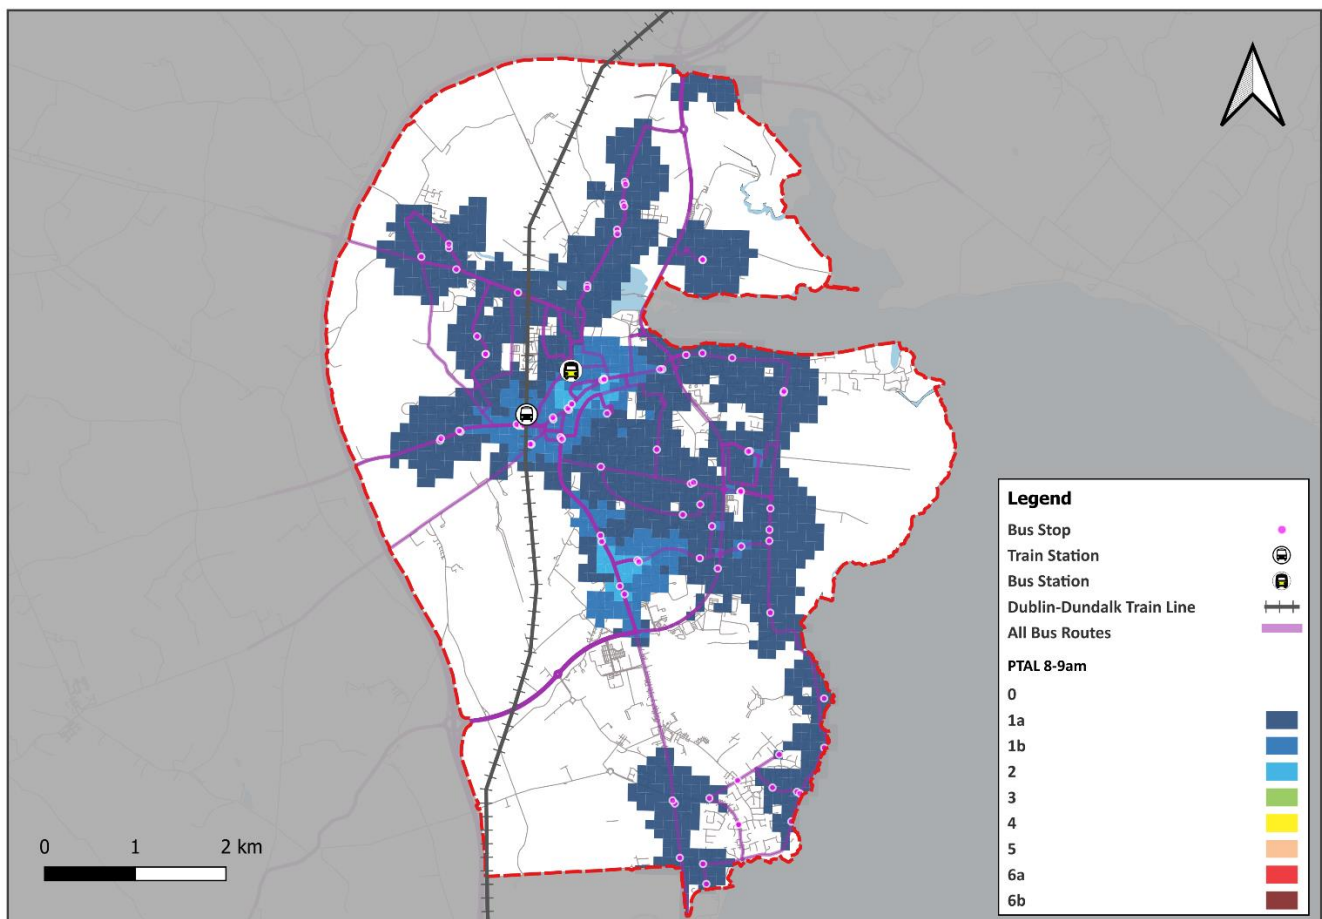 Legend
Bus Stop
Train Station
Bus Station
Dublin-Dundalk Train Line
All Bus Routes
PTAL 8-9am
0
1a
1b
2
3
4
5
6a
6b
0 1 2 km